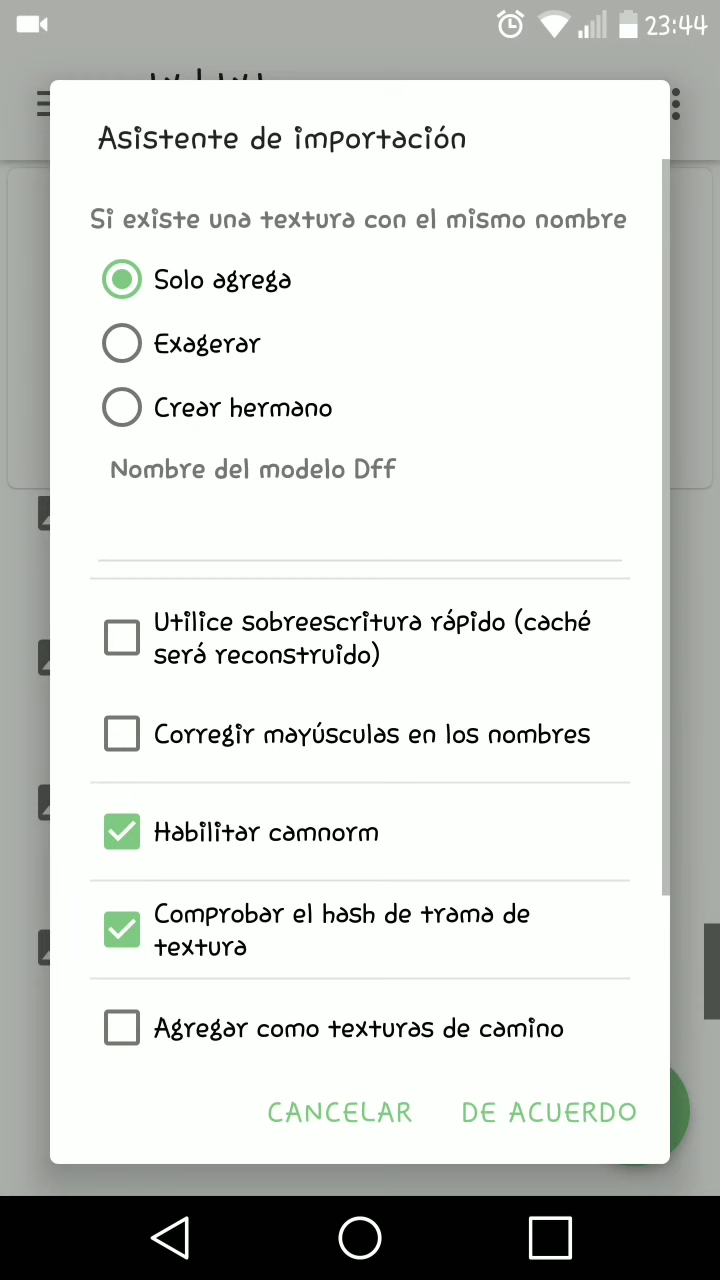 23:44
Asistente de importación
Si existe una textura con el mismo nombre
Solo agrega
Exagerar
Crear hermano
Nombre del modelo Dff
Utilice sobreescritura rápido (caché
será reconstruido)
Corregir mayúsculas en los nombres
Habilitar camnorm
Comprobar el hash de trama de
textura
Agregar como texturas de camino
CANCELAR DE ACUERDO